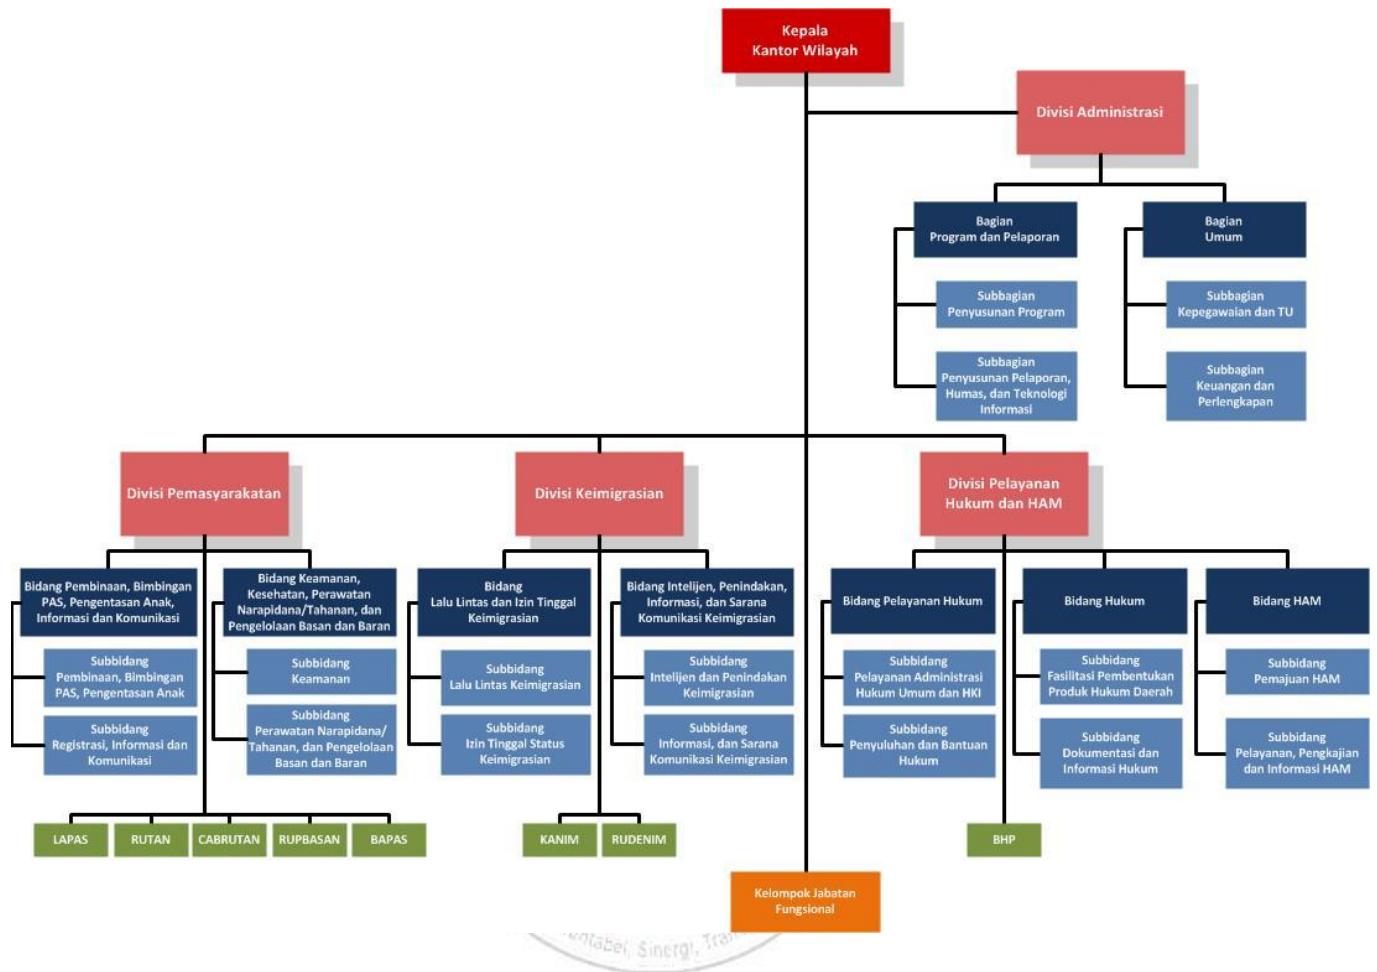 Kepala
Kantor Wilayah
Divisi Administrasi
Bagian
Program dan Pelaporan
Bagian
Umum
Subbagian
Penyusunan Program
Subbagian
Kepegawaian dan TU
Subbagian
Penyusunan Pelaporan,
Humas, dan Teknologi
Informasi
Subbagian
Keuangan dan
Perlengkapan
Divisi Pemasyarakatan
Divisi Keimigrasian
Divisi Pelayanan
Hukum dan HAM
Bidang Pembinaan, Bimbingan
PAS, Pengentasan Anak,
Informasi dan Komunikasi
Bidang Keamanan,
Kesehatan, Perawatan
Narapidana/Tahanan, dan
Pengelolaan Basan dan Baran
Bidang
Lalu Lintas dan Izin Tinggal
Keimigrasian
Bidang Intelijen, Penindakan,
Informasi, dan Sarana
Komunikasi Keimigrasian
Bidang Pelayanan Hukum
Bidang Hukum
Bidang HAM
Subbidang
Pembinaan, Bimbingan
PAS, Pengentasan Anak
Subbidang
Keamanan
Subbidang
Lalu Lintas Keimigrasian
Subbidang
Intelijen dan Penindakan
Keimigrasian
Subbidang
Pelayanan Administrasi
Hukum Umum dan HKI
Subbidang
Fasilitasi Pembentukan
Produk Hukum Daerah
Subbidang
Pemajuan HAM
Subbidang
Registrasi, Informasi dan
Komunikasi
Subbidang
Perawatan Narapidana/
Tahanan, dan Pengelolaan
Basan dan Baran
Subbidang
Izin Tinggal Status
Keimigrasian
Subbidang
Informasi, dan Sarana
Komunikasi Keimigrasian
Subbidang
Penyuluhan dan Bantuan
Hukum
Subbidang
Dokumentasi dan
Informasi Hukum
Subbidang
Pelayanan, Pengkajian
dan Informasi HAM
LAPAS
RUTAN
CABRUTAN
RUPBASAN
BAPAS
KANIM
RUDENIM
BHP
Kelompok Jabatan
Fungsional
Sinergi,